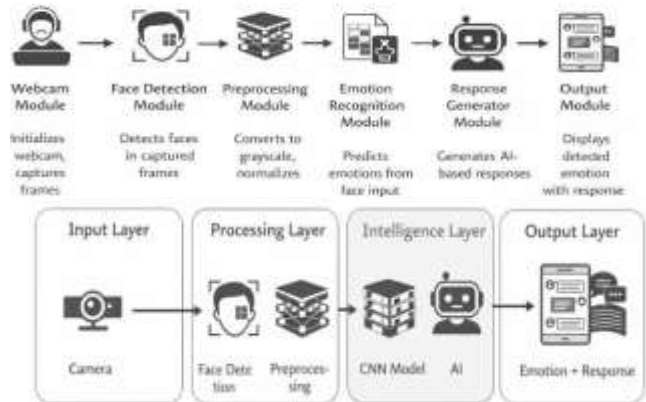 Webcam
Module
Face Detection
Module
Preprocessing
Module
Emotion
Recognition
Module
Response
Generator
Module
Output
Module
Initializes
webcam,
captures
frames
Detects faces
in captured
frames
Converts to
grayscale,
normalizes
Predicts
emotions from
face input
Generates AI-
based responses
Displays
detected
emotion
with response
Input Layer
Processing Layer
Intelligence Layer
Output Layer
Camera
Face Dete
tion
Preproces-
sing
CNN Model
AI
Emotion + Response